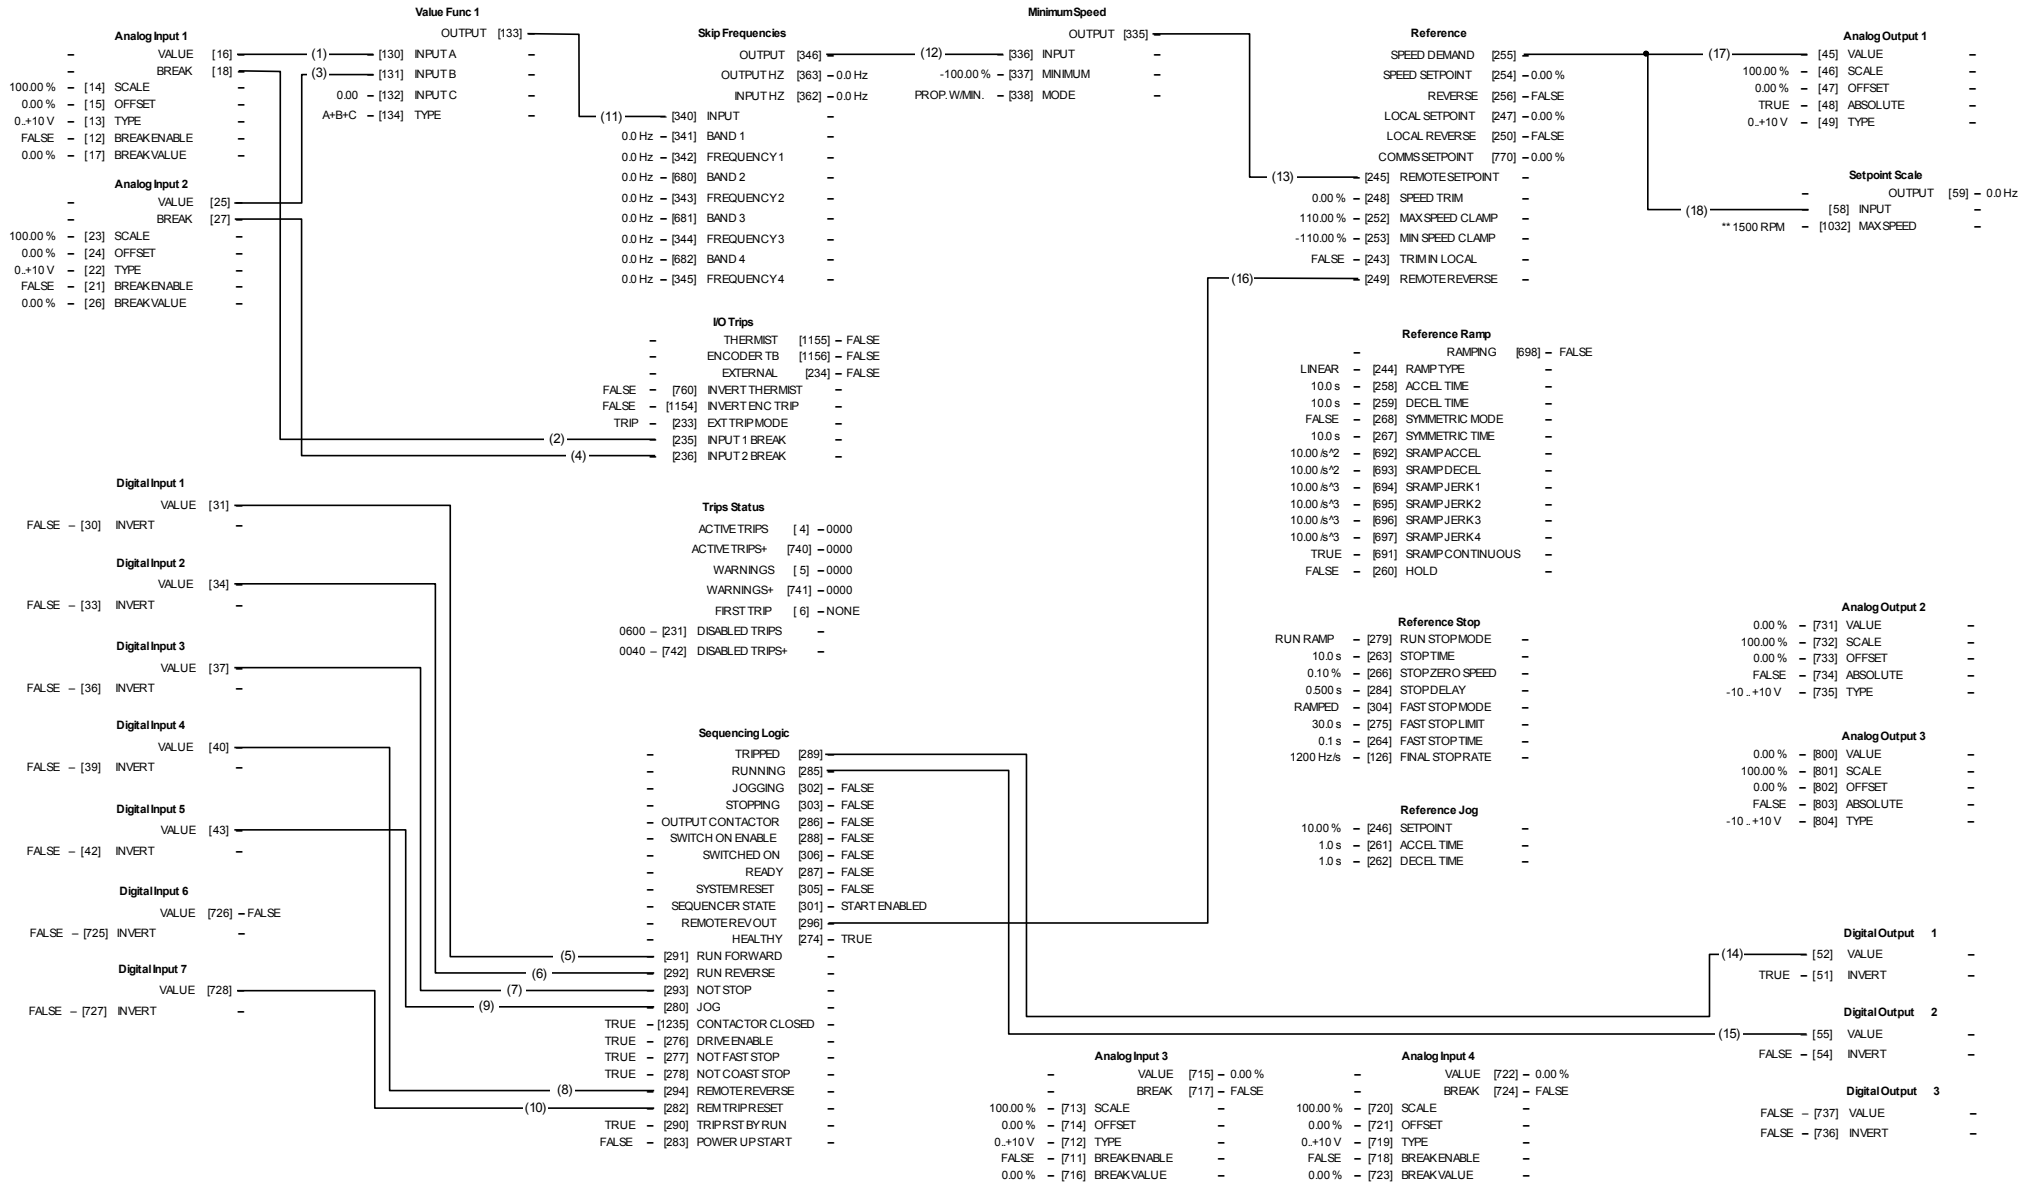 Analog Input 1
VALUE [16] –
– BREAK [18] –
100.00 % – [14] SCALE –
0.00 % – [15] OFFSET –
0..+10 V – [13] TYPE –
FALSE – [12] BREAK ENABLE –
0.00 % – [17] BREAK VALUE –
Analog Input 2
– VALUE [25] –
– BREAK [27] –
100.00 % – [23] SCALE –
0.00 % – [24] OFFSET –
0..+10 V – [22] TYPE –
FALSE – [21] BREAK ENABLE –
0.00 % – [26] BREAK VALUE –
Digital Input 1
VALUE [31] –
FALSE – [30] INVERT –
Digital Input 2
VALUE [34] –
FALSE – [33] INVERT –
Digital Input 3
VALUE [37] –
FALSE – [36] INVERT –
Digital Input 4
VALUE [40] –
FALSE – [39] INVERT –
Digital Input 5
VALUE [43] –
FALSE – [42] INVERT –
Digital Input 6
VALUE [726] – FALSE
FALSE – [725] INVERT –
Digital Input 7
VALUE [728] –
FALSE – [727] INVERT –
Value Func 1
OUTPUT [133] –
(1) – [130] INPUT A –
(3) – [131] INPUT B –
0.00 – [132] INPUT C –
A+B+C – [134] TYPE –
Skip Frequencies
OUTPUT [346] –
OUTPUT HZ [363] – 0.0 Hz
INPUT HZ [362] – 0.0 Hz
(11) – [340] INPUT –
0.0 Hz – [341] BAND 1 –
0.0 Hz – [342] FREQUENCY 1 –
0.0 Hz – [680] BAND 2 –
0.0 Hz – [343] FREQUENCY 2 –
0.0 Hz – [681] BAND 3 –
0.0 Hz – [344] FREQUENCY 3 –
0.0 Hz – [682] BAND 4 –
0.0 Hz – [345] FREQUENCY 4 –
I/O Trips
– THERMIST [1155] – FALSE
– ENCODER TB [1156] – FALSE
– EXTERNAL [234] – FALSE
FALSE – [760] INVERT THERMIST –
FALSE – [1154] INVERT ENC TRIP –
TRIP – [233] EXT TRIP MODE –
(2) – [235] INPUT 1 BREAK –
(4) – [236] INPUT 2 BREAK –
Trips Status
ACTIVE TRIPS [ 4] – 0000
ACTIVE TRIPS+ [740] – 0000
WARNINGS [ 5] – 0000
WARNINGS+ [741] – 0000
FIRST TRIP [ 6] – NONE
0600 – [231] DISABLED TRIPS –
0040 – [742] DISABLED TRIPS+ –
Sequencing Logic
– TRIPPED [289] –
– RUNNING [285] –
– JOGGING [302] – FALSE
– STOPPING [303] – FALSE
– OUTPUT CONTACTOR [286] – FALSE
– SWITCH ON ENABLE [288] – FALSE
– SWITCHED ON [306] – FALSE
– READY [287] – FALSE
– SYSTEM RESET [305] – FALSE
– SEQUENCER STATE [301] – START ENABLED
– REMOTE REV OUT [296] –
– HEALTHY [274] – TRUE
(5) – [291] RUN FORWARD –
(6) – [292] RUN REVERSE –
(7) – [293] NOT STOP –
(9) – [280] JOG –
TRUE – [1235] CONTACTOR CLOSED –
TRUE – [276] DRIVE ENABLE –
TRUE – [277] NOT FAST STOP –
TRUE – [278] NOT COAST STOP –
(8) – [294] REMOTE REVERSE –
(10) – [282] REM TRIP RESET –
TRUE – [290] TRIP RST BY RUN –
FALSE – [283] POWER UP START –
Minimum Speed
OUTPUT [335] –
(12) – [336] INPUT –
-100.00 % – [337] MINIMUM –
PROP. W/MIN. – [338] MODE –
Reference
SPEED DEMAND [255] –
SPEED SETPOINT [254] – 0.00 %
REVERSE [256] – FALSE
LOCAL SETPOINT [247] – 0.00 %
LOCAL REVERSE [250] – FALSE
COMMS SETPOINT [770] – 0.00 %
(13) – [245] REMOTE SETPOINT –
0.00 % – [248] SPEED TRIM –
110.00 % – [252] MAX SPEED CLAMP –
-110.00 % – [253] MIN SPEED CLAMP –
FALSE – [243] TRIM IN LOCAL –
(16) – [249] REMOTE REVERSE –
Reference Ramp
– RAMPING [698] – FALSE
LINEAR – [244] RAMP TYPE –
10.0 s – [258] ACCEL TIME –
10.0 s – [259] DECEL TIME –
FALSE – [268] SYMMETRIC MODE –
10.0 s – [267] SYMMETRIC TIME –
10.00 /s^2 – [692] SRAMP ACCEL –
10.00 /s^2 – [693] SRAMP DECEL –
10.00 /s^3 – [694] SRAMP JERK 1 –
10.00 /s^3 – [695] SRAMP JERK 2 –
10.00 /s^3 – [696] SRAMP JERK 3 –
10.00 /s^3 – [697] SRAMP JERK 4 –
TRUE – [691] SRAMP CONTINUOUS –
FALSE – [260] HOLD –
Reference Stop
RUN RAMP – [279] RUN STOP MODE –
10.0 s – [263] STOP TIME –
0.10 % – [266] STOP ZERO SPEED –
0.500 s – [284] STOP DELAY –
RAMPED – [304] FAST STOP MODE –
30.0 s – [275] FAST STOP LIMIT –
0.1 s – [264] FAST STOP TIME –
1200 Hz/s – [126] FINAL STOP RATE –
Reference Jog
10.00 % – [246] SETPOINT –
1.0 s – [261] ACCEL TIME –
1.0 s – [262] DECEL TIME –
Analog Input 3
– VALUE [715] – 0.00 %
– BREAK [717] – FALSE
100.00 % – [713] SCALE –
0.00 % – [714] OFFSET –
0..+10 V – [712] TYPE –
FALSE – [711] BREAK ENABLE –
0.00 % – [716] BREAK VALUE –
Analog Input 4
– VALUE [722] – 0.00 %
– BREAK [724] – FALSE
100.00 % – [720] SCALE –
0.00 % – [721] OFFSET –
0..+10 V – [719] TYPE –
FALSE – [718] BREAK ENABLE –
0.00 % – [723] BREAK VALUE –
Analog Output 1
(17) – [45] VALUE –
100.00 % – [46] SCALE –
0.00 % – [47] OFFSET –
TRUE – [48] ABSOLUTE –
0..+10 V – [49] TYPE –
Setpoint Scale
– OUTPUT [59] – 0.0 Hz
(18) – [58] INPUT –
** 1500 RPM – [1032] MAX SPEED –
Analog Output 2
0.00 % – [731] VALUE –
100.00 % – [732] SCALE –
0.00 % – [733] OFFSET –
FALSE – [734] ABSOLUTE –
-10 ..+10 V – [735] TYPE –
Analog Output 3
0.00 % – [800] VALUE –
100.00 % – [801] SCALE –
0.00 % – [802] OFFSET –
FALSE – [803] ABSOLUTE –
-10 ..+10 V – [804] TYPE –
Digital Output 1
(14) – [52] VALUE –
TRUE – [51] INVERT –
Digital Output 2
(15) – [55] VALUE –
FALSE – [54] INVERT –
Digital Output 3
FALSE – [737] VALUE –
FALSE – [736] INVERT –